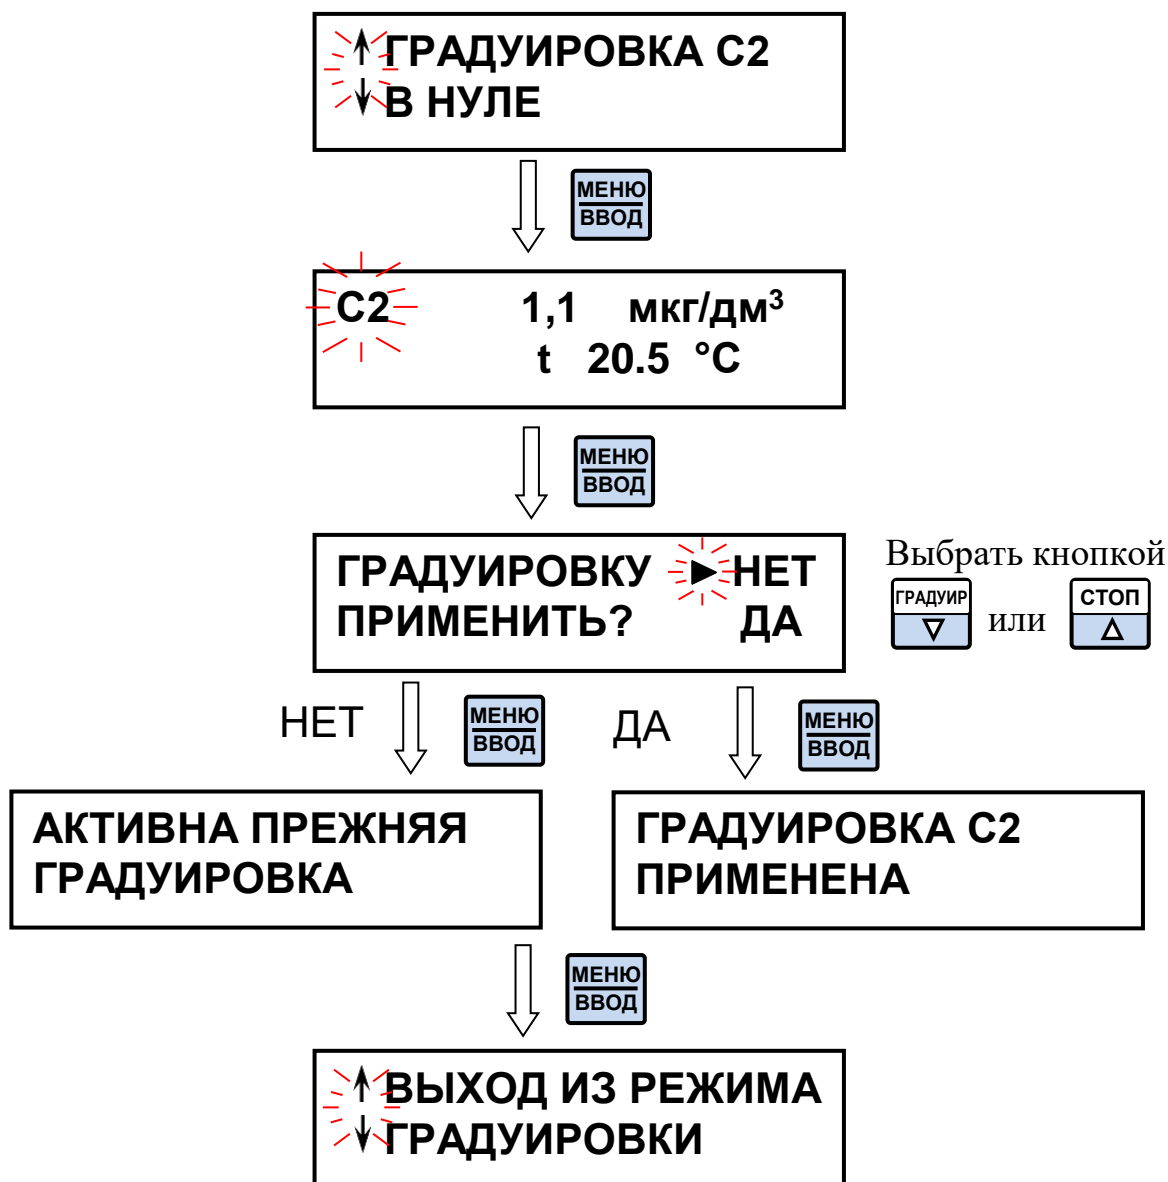 ГРАДУИРОВКА С2
В НУЛЕ
МЕНЮ
ВВОД
С2 1,1 мкг/дм³
t 20.5 °С
МЕНЮ
ВВОД
ГРАДУИРОВКУ ►НЕТ
ПРИМЕНИТЬ? ДА
Выбрать кнопкой
ГРАДУИР или СТОП
НЕТ
МЕНЮ
ВВОД
ДА
МЕНЮ
ВВОД
АКТИВНА ПРЕЖНЯЯ
ГРАДУИРОВКА
ГРАДУИРОВКА С2
ПРИМЕНЕНА
МЕНЮ
ВВОД
ВЫХОД ИЗ РЕЖИМА
ГРАДУИРОВКИ